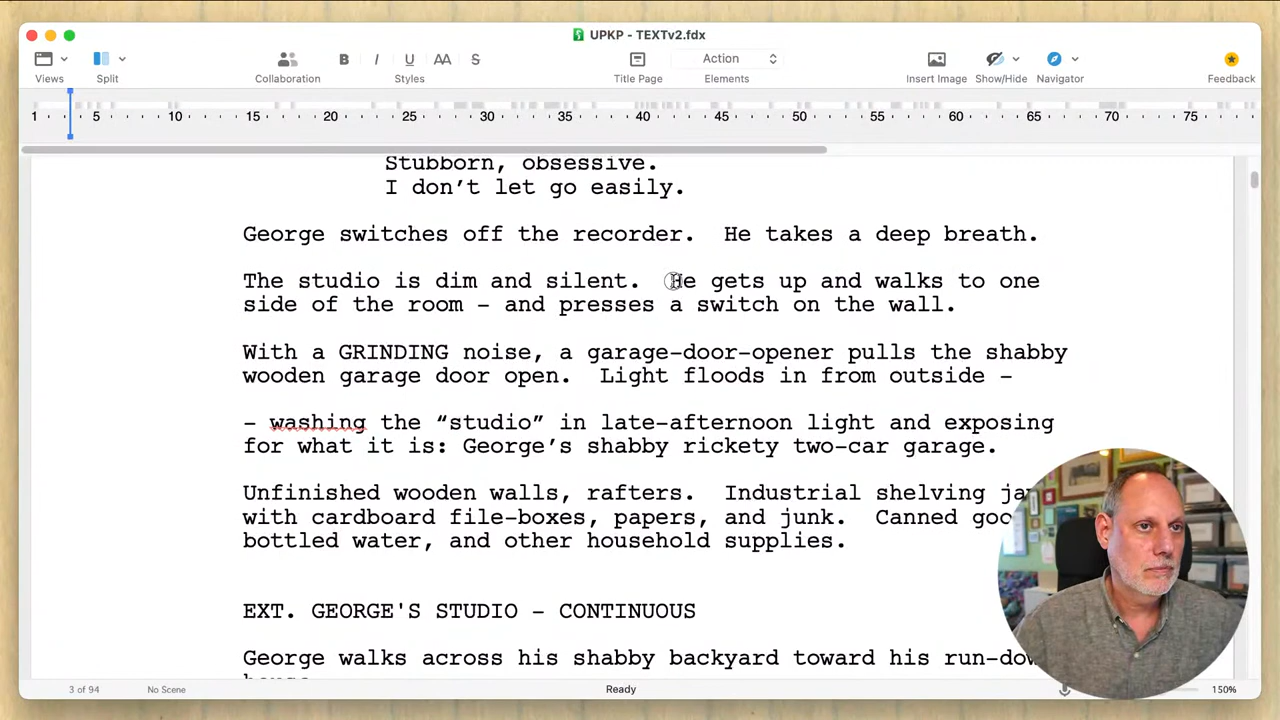 UPKP - TEXTv2.fdx
B I U AA S Action
Views Split Collaboration Styles Title Page Elements Insert Image Show/Hide Navigator Feedback
1 5 10 15 20 25 30 35 40 45 50 55 60 65 70 75
Stubborn, obsessive.
I don’t let go easily.
George switches off the recorder. He takes a deep breath.
The studio is dim and silent. He gets up and walks to one
side of the room – and presses a switch on the wall.
With a GRINDING noise, a garage-door-opener pulls the shabby
wooden garage door open. Light floods in from outside –
– washing the “studio” in late-afternoon light and exposing
for what it is: George’s shabby rickety two-car garage.
Unfinished wooden walls, rafters. Industrial shelving
with cardboard file-boxes, papers, and junk. Canned
bottled water, and other household supplies.
EXT. GEORGE'S STUDIO – CONTINUOUS
George walks across his shabby backyard toward his
3 of 94 No Scene Ready 150%